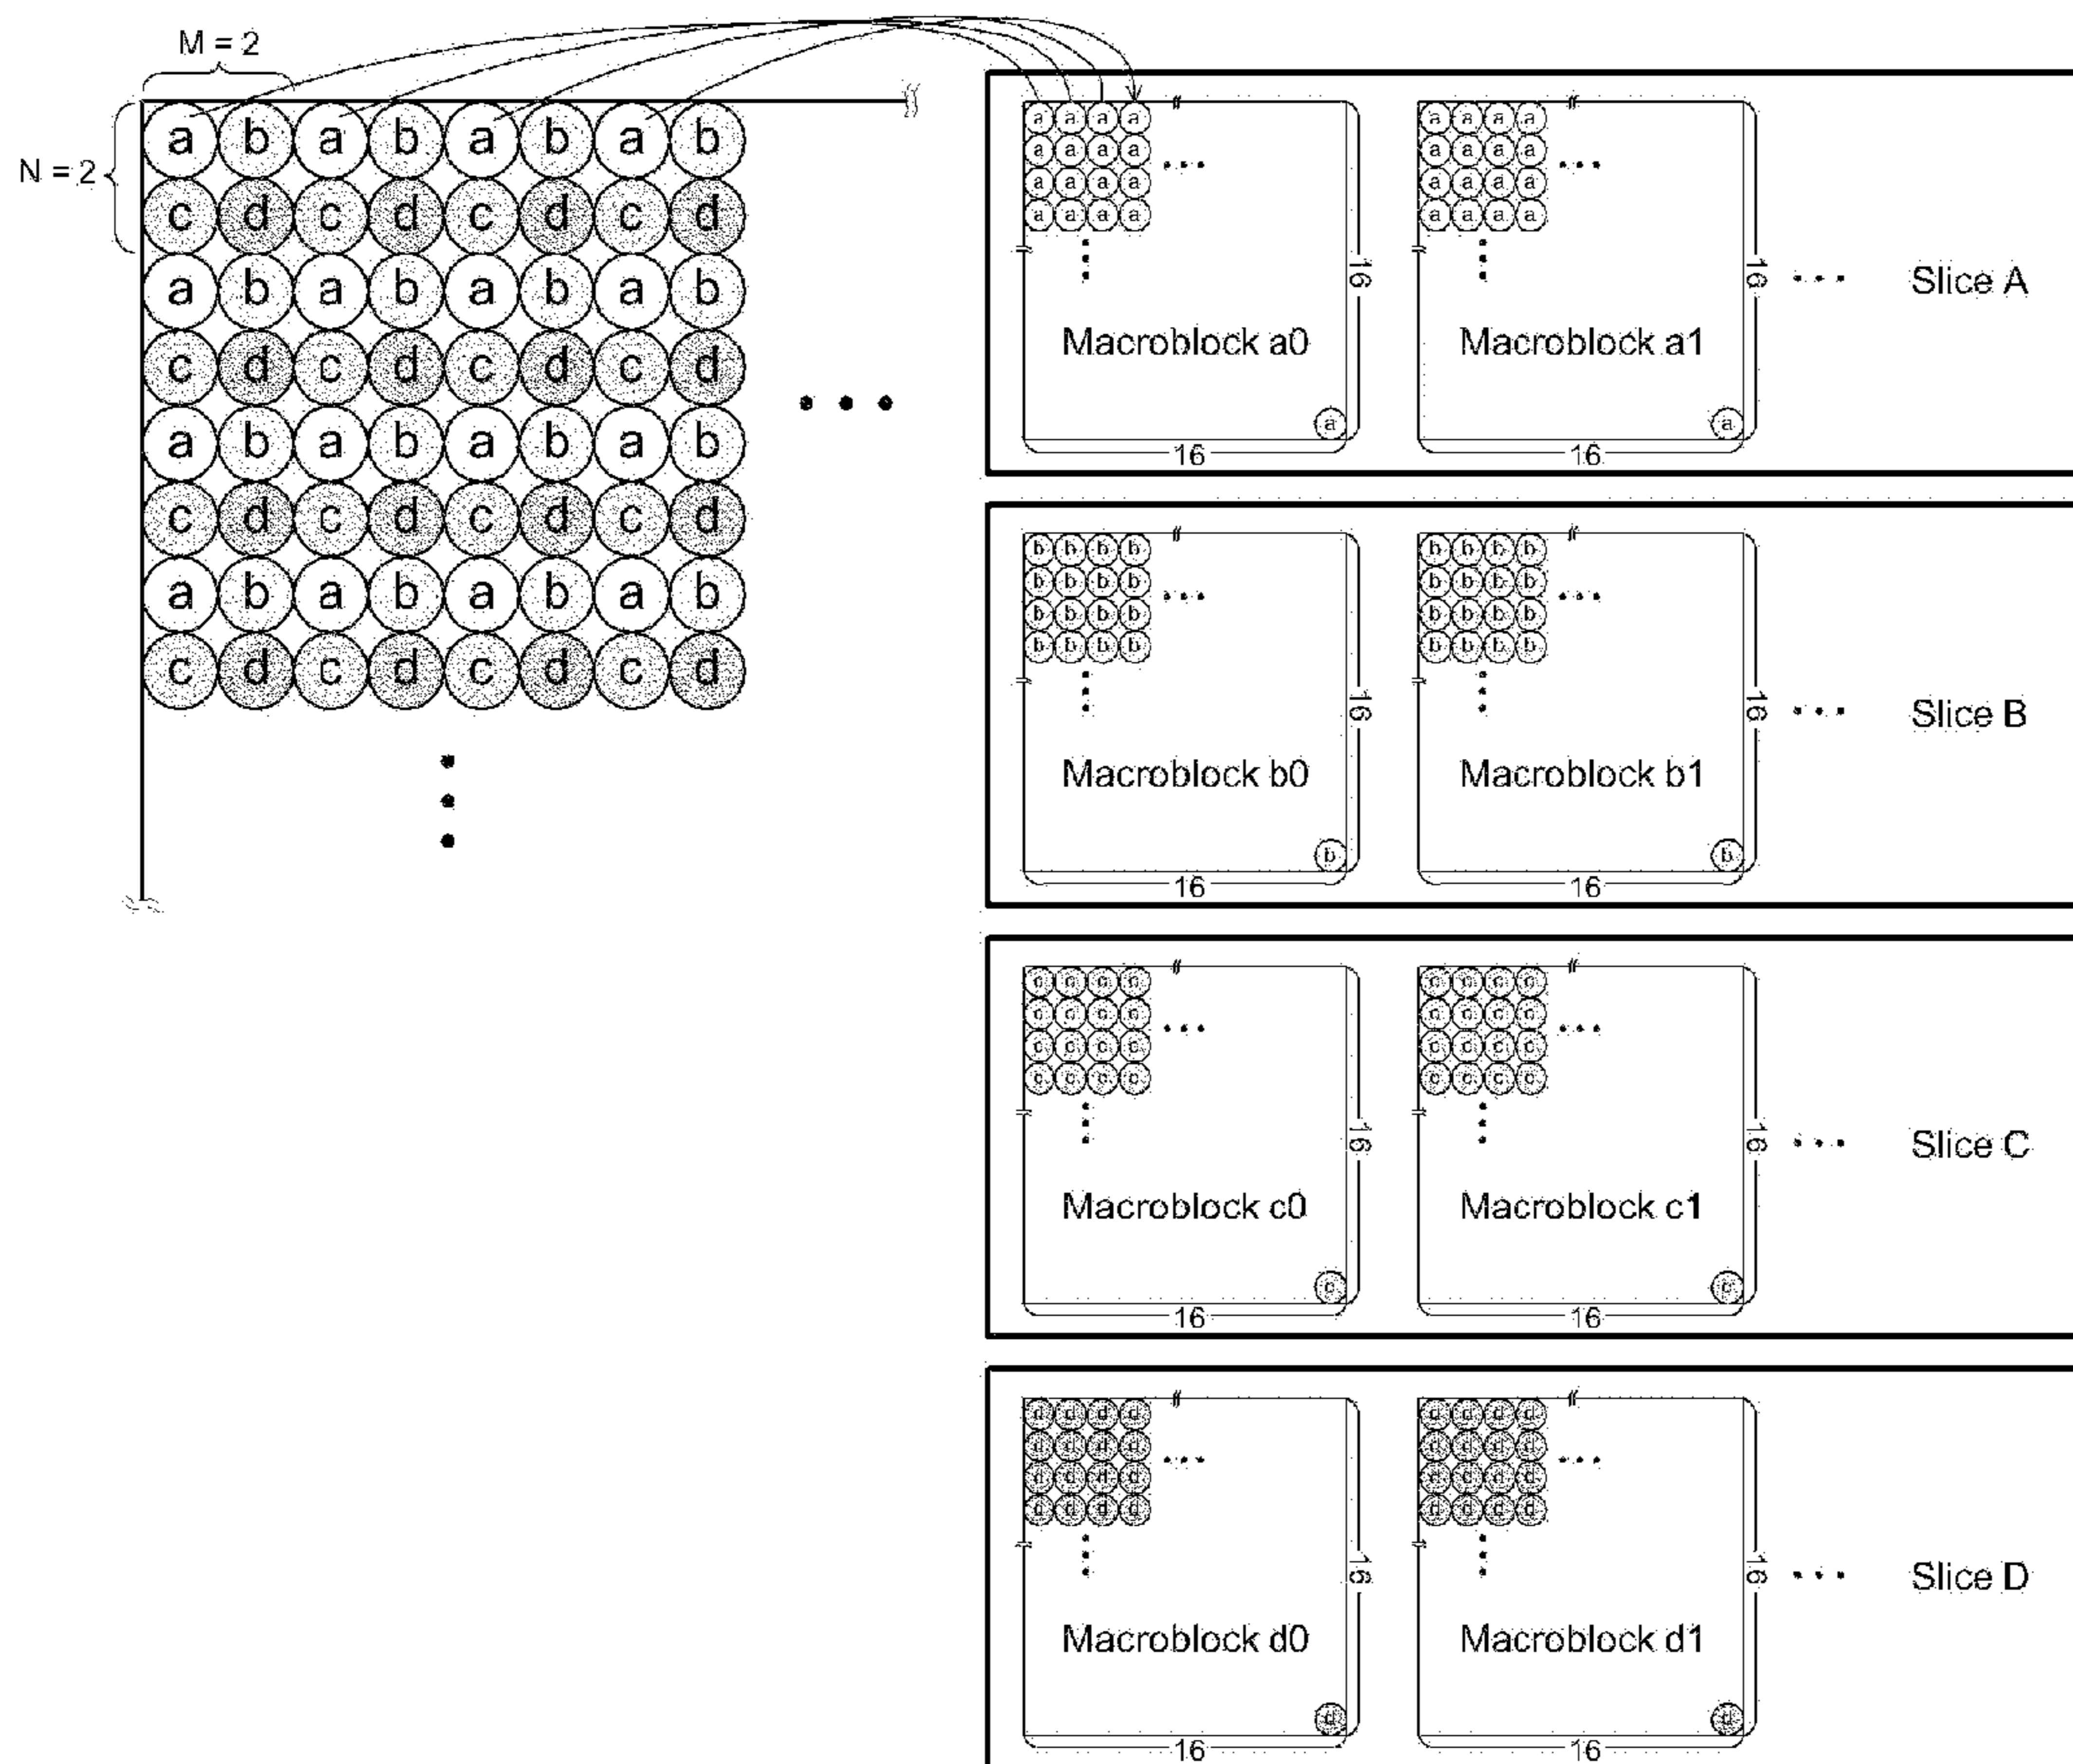 M = 2
N = 2
a b a b a b a b
c d c d c d c d
a b a b a b a b
c d c d c d c d
a b a b a b a b
c d c d c d c d
a b a b a b a b
c d c d c d c d
a a a a
a a a a
a a a a
a a a a
16
Macroblock a0
a
16
a a a a
a a a a
a a a a
a a a a
16
Macroblock a1
a
16
Slice A
b b b b
b b b b
b b b b
b b b b
16
Macroblock b0
b
16
b b b b
b b b b
b b b b
b b b b
16
Macroblock b1
b
16
Slice B
c c c c
c c c c
c c c c
c c c c
16
Macroblock c0
c
16
c c c c
c c c c
c c c c
c c c c
16
Macroblock c1
c
16
Slice C
d d d d
d d d d
d d d d
d d d d
16
Macroblock d0
d
16
d d d d
d d d d
d d d d
d d d d
16
Macroblock d1
d
16
Slice D